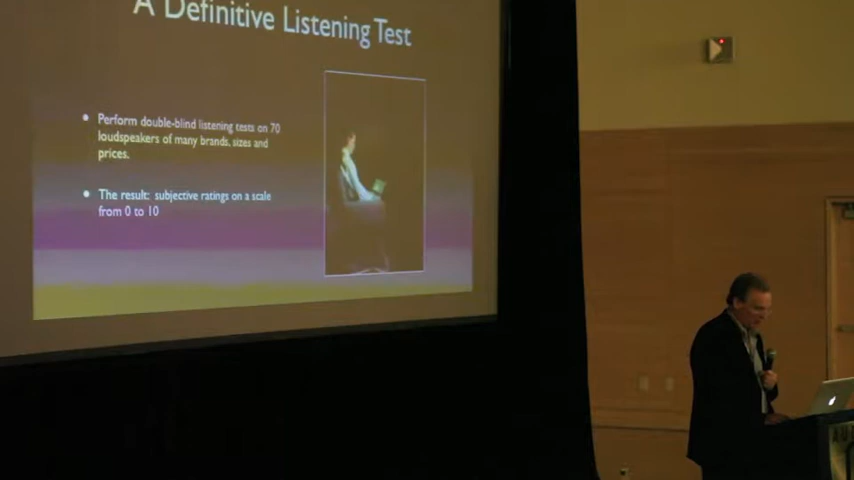 A Definitive Listening Test
• Perform double-blind listening tests on 70
loudspeakers of many brands, sizes and
prices.
• The result: subjective ratings on a scale
from 0 to 10